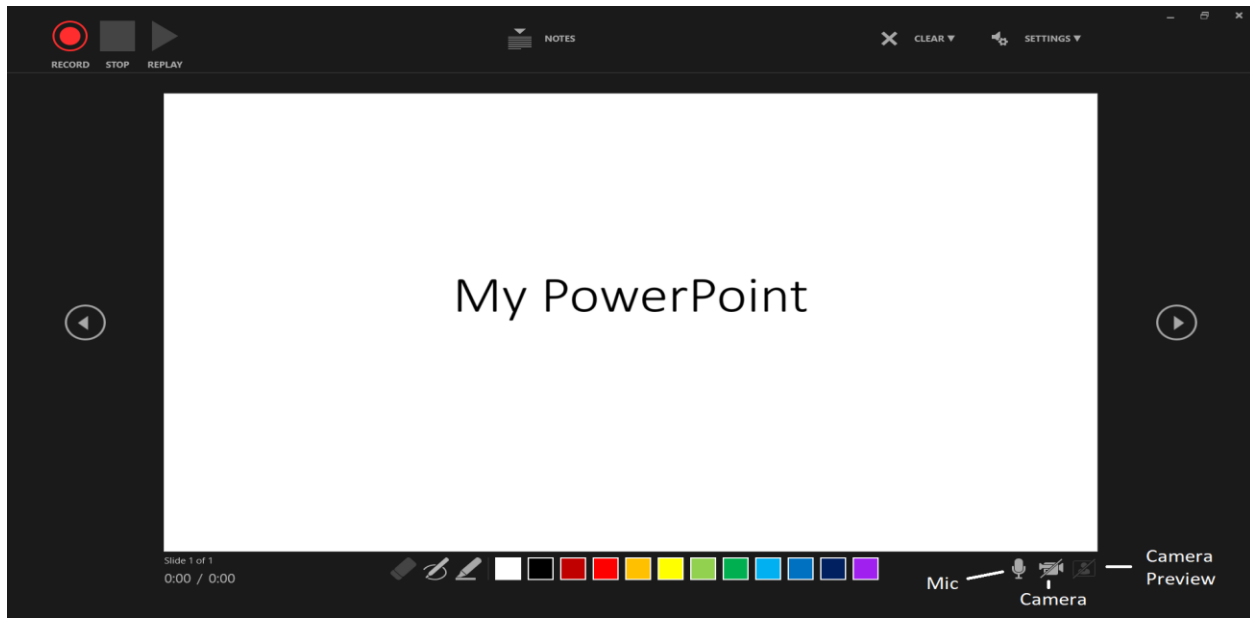 RECORD STOP REPLAY
NOTES
CLEAR
SETTINGS
My PowerPoint
Slide 1 of 1
0:00 / 0:00
Mic
Camera
Camera
Preview